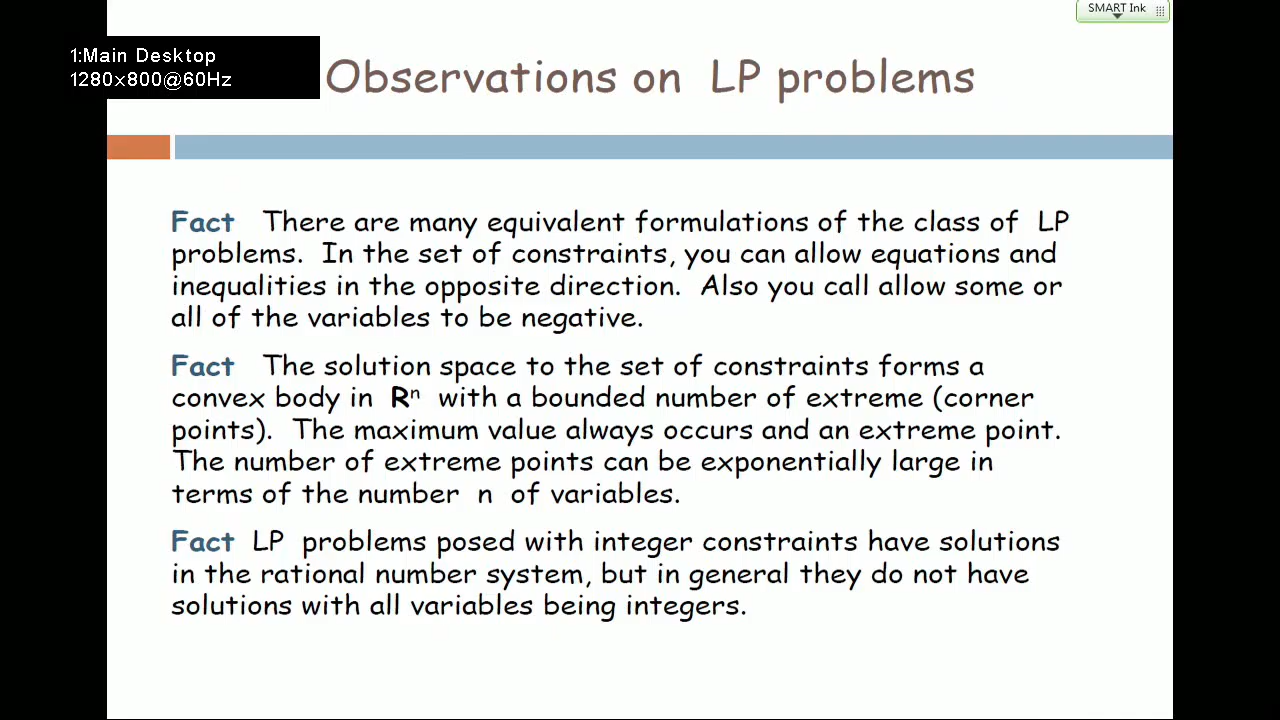 SMART Ink
1:Main Desktop
1280x800@60Hz
Observations on LP problems
Fact There are many equivalent formulations of the class of LP
problems. In the set of constraints, you can allow equations and
inequalities in the opposite direction. Also you call allow some or
all of the variables to be negative.
Fact The solution space to the set of constraints forms a
convex body in Rⁿ with a bounded number of extreme (corner
points). The maximum value always occurs and an extreme point.
The number of extreme points can be exponentially large in
terms of the number n of variables.
Fact LP problems posed with integer constraints have solutions
in the rational number system, but in general they do not have
solutions with all variables being integers.